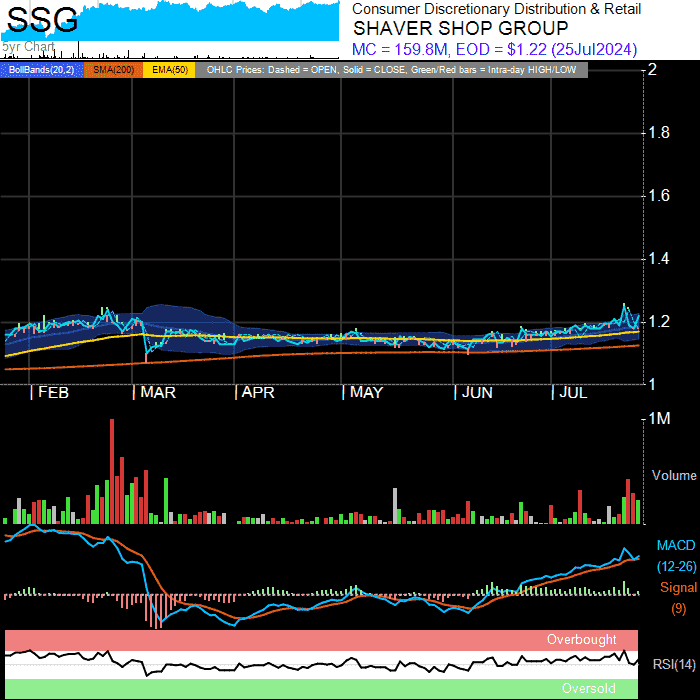 SSG
5yr Chart
Consumer Discretionary Distribution & Retail
SHAVER SHOP GROUP
MC = 159.8M, EOD = $1.22 (25Jul2024)
BollBands(20,2) SMA(200) EMA(50) OHLC Prices: Dashed = OPEN, Solid = CLOSE, Green/Red bars = Intra-day HIGH/LOW
2
1.8
1.6
1.4
1.2
1
| FEB | MAR | APR | MAY | JUN | JUL
1M
Volume
MACD
(12-26)
Signal
(9)
Overbought
RSI(14)
Oversold